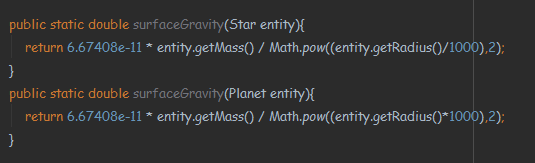 public static double surfaceGravity(Star entity){
return 6.67408e-11 * entity.getMass() / Math.pow((entity.getRadius()/1000),2);
}
public static double surfaceGravity(Planet entity){
return 6.67408e-11 * entity.getMass() / Math.pow((entity.getRadius()*1000),2);
}